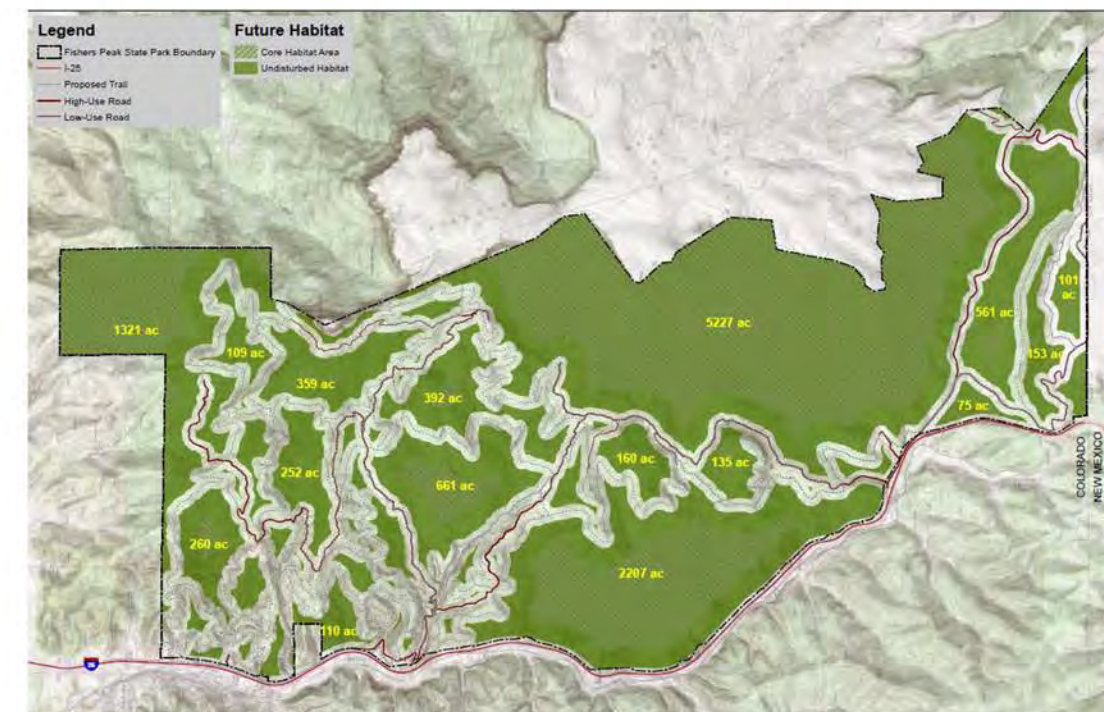 Legend
Fishers Peak State Park Boundary
I-25
Proposed Trail
High-Use Road
Low-Use Road
Future Habitat
Core Habitat Area
Undisturbed Habitat
1321 ac
109 ac
359 ac
392 ac
5227 ac
561 ac
101
ac
153 ac
75 ac
252 ac
661 ac
160 ac
135 ac
260 ac
2207 ac
110 ac
COLORADO
NEW MEXICO
25